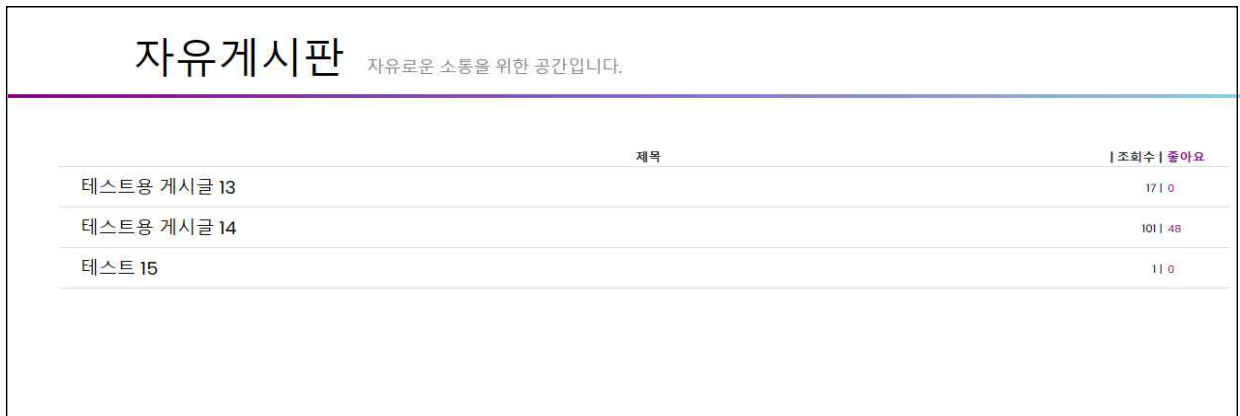 자유게시판 자유로운 소통을 위한 공간입니다.
제목 | 조회수 | 좋아요
테스트용 게시글 13 17 | 0
테스트용 게시글 14 101 | 48
테스트 15 1 | 0